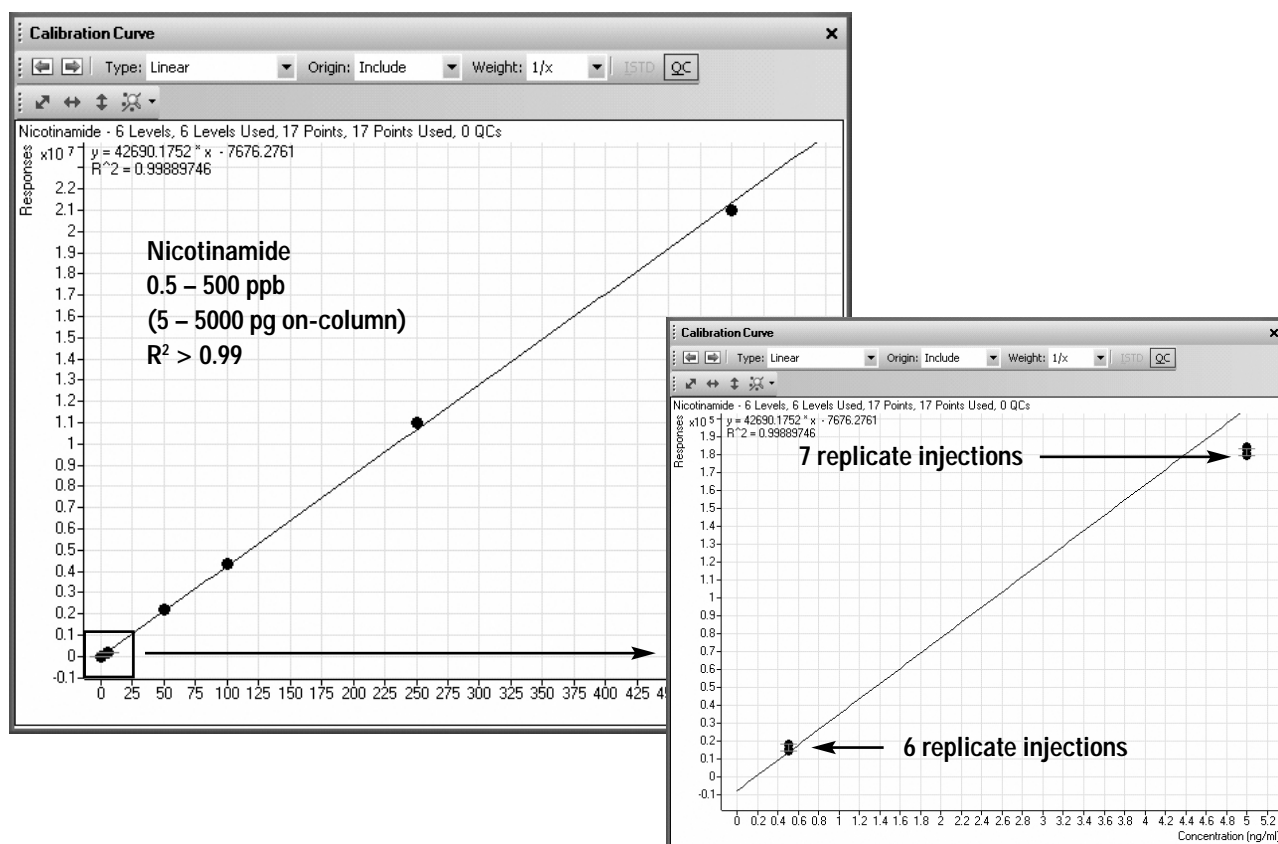 Calibration Curve
Type: Linear Origin: Include Weight: 1/x ISTD QC
Nicotinamide - 6 Levels, 6 Levels Used, 17 Points, 17 Points Used, 0 QCs
Responses
x10 7
y = 42690.1752 * x - 7676.2761
R^2 = 0.99889746
2.2
2.1
2
1.9
1.8
1.7
1.6
1.5
1.4
1.3
1.2
1.1
1
0.9
0.8
0.7
0.6
0.5
0.4
0.3
0.2
0.1
0
-0.1
Nicotinamide
0.5 – 500 ppb
(5 – 5000 pg on-column)
R² > 0.99
0 25 50 75 100 125 150 175 200 225 250 275 300 325 350 375 400 425
Calibration Curve
Type: Linear Origin: Include Weight: 1/x ISTD QC
Nicotinamide - 6 Levels, 6 Levels Used, 17 Points, 17 Points Used, 0 QCs
Responses
x10 5
y = 42690.1752 * x - 7676.2761
R^2 = 0.99889746
1.9
1.8
1.7
1.6
1.5
1.4
1.3
1.2
1.1
1
0.9
0.8
0.7
0.6
0.5
0.4
0.3
0.2
0.1
0
-0.1
7 replicate injections
6 replicate injections
0 0.2 0.4 0.6 0.8 1 1.2 1.4 1.6 1.8 2 2.2 2.4 2.6 2.8 3 3.2 3.4 3.6 3.8 4 4.2 4.4 4.6 4.8 5 5.2
Concentration (ng/ml)